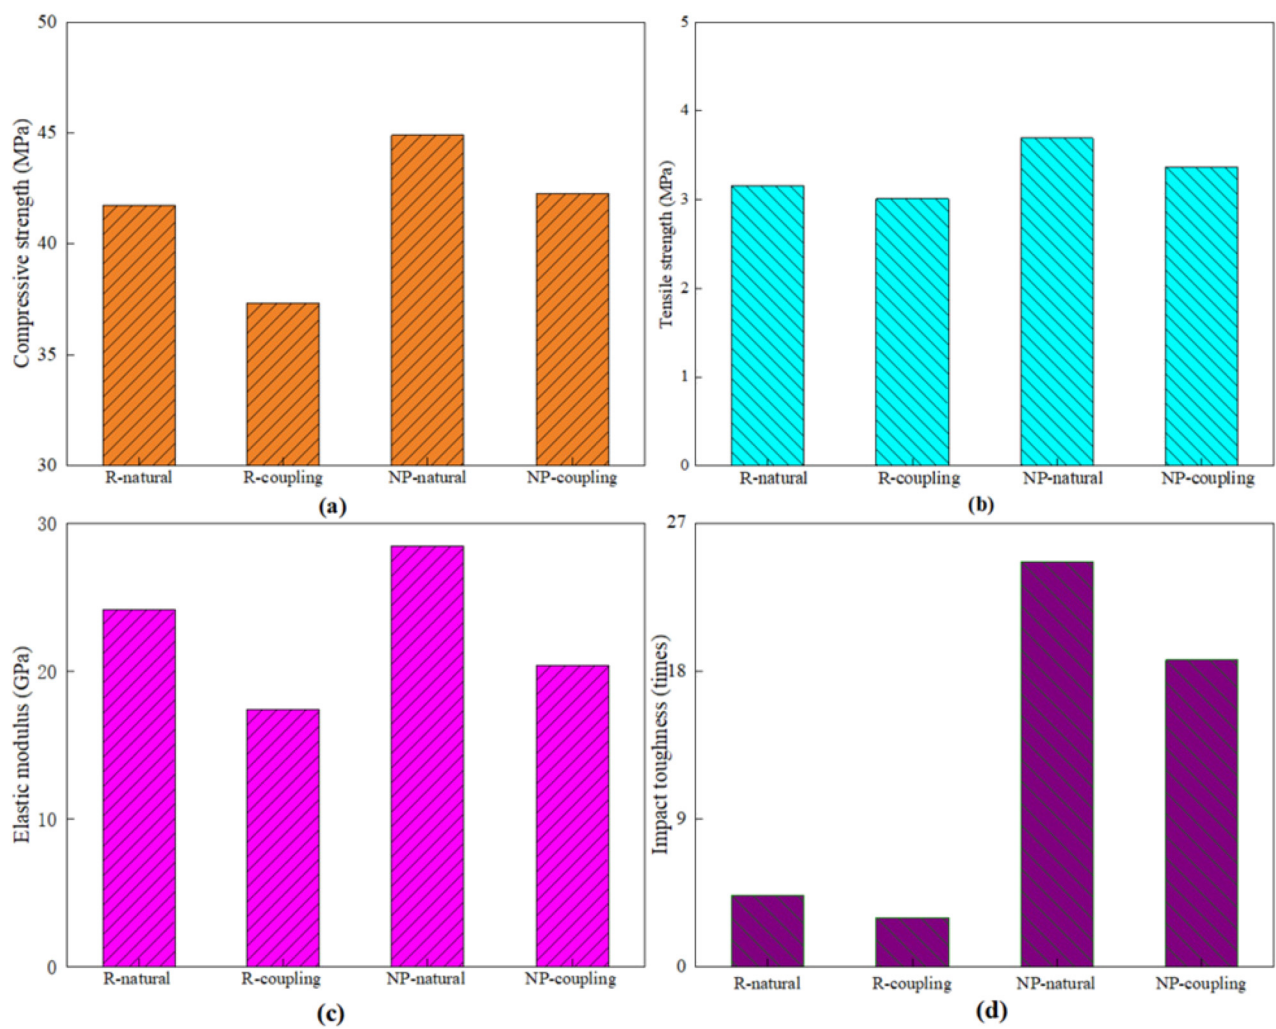 50
45
40
35
30
Compressive strength (MPa)
R-natural R-coupling NP-natural NP-coupling
(a)
5
4
3
2
1
0
Tensile strength (MPa)
R-natural R-coupling NP-natural NP-coupling
(b)
30
20
10
0
Elastic modulus (GPa)
R-natural R-coupling NP-natural NP-coupling
(c)
27
18
9
0
Impact toughness (times)
R-natural R-coupling NP-natural NP-coupling
(d)